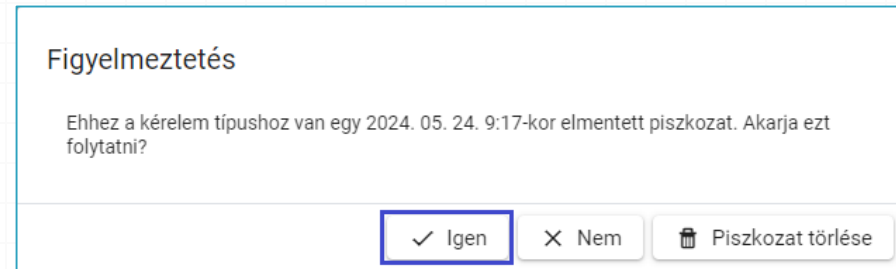 Figyelmeztetés
Ehhez a kérelem típushoz van egy 2024. 05. 24. 9:17-kor elmentett piszkozat. Akarja ezt
folytatni?
Igen Nem Piszkozat törlése